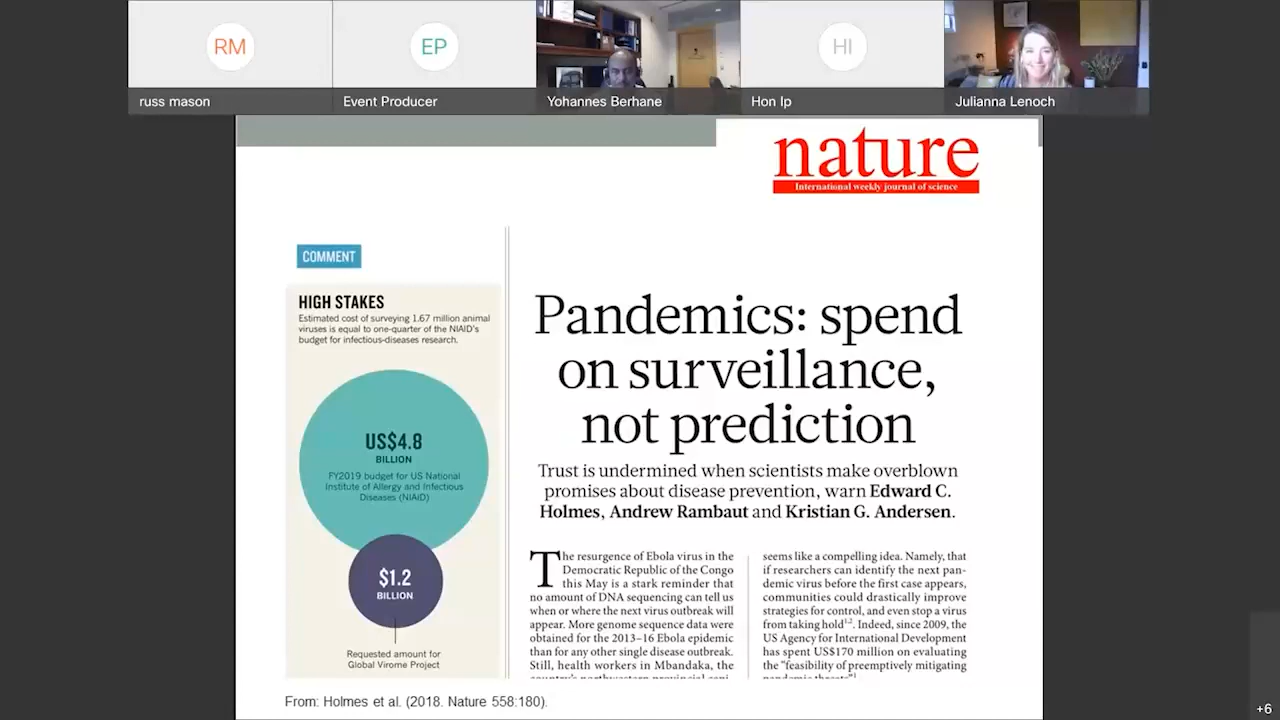 RM
EP
HI
russ mason
Event Producer
Yohannes Berhane
Hon Ip
Julianna Lenoch
nature
International weekly journal of science
COMMENT
HIGH STAKES
Estimated cost of surveying 1.67 million animal
viruses is equal to one-quarter of the NIAID's
budget for infectious-diseases research.
US$4.8
BILLION
FY2019 budget for US National
Institute of Allergy and Infectious
Diseases (NIAID)
$1.2
BILLION
Requested amount for
Global Virome Project
Pandemics: spend
on surveillance,
not prediction
Trust is undermined when scientists make overblown
promises about disease prevention, warn Edward C.
Holmes, Andrew Rambaut and Kristian G. Andersen.
The resurgence of Ebola virus in the
Democratic Republic of the Congo
this May is a stark reminder that
no amount of DNA sequencing can tell us
when or where the next virus outbreak will
appear. More genome sequence data were
obtained for the 2013–16 Ebola epidemic
than for any other single disease outbreak.
Still, health workers in Mbandaka, the
country's northwestern provincial capi-
seems like a compelling idea. Namely, that
if researchers can identify the next pan-
demic virus before the first case appears,
communities could drastically improve
strategies for control, and even stop a virus
from taking hold1,2. Indeed, since 2009, the
US Agency for International Development
has spent US$170 million on evaluating
the “feasibility of preemptively mitigating
pandemic threats”1
From: Holmes et al. (2018. Nature 558:180).
+6